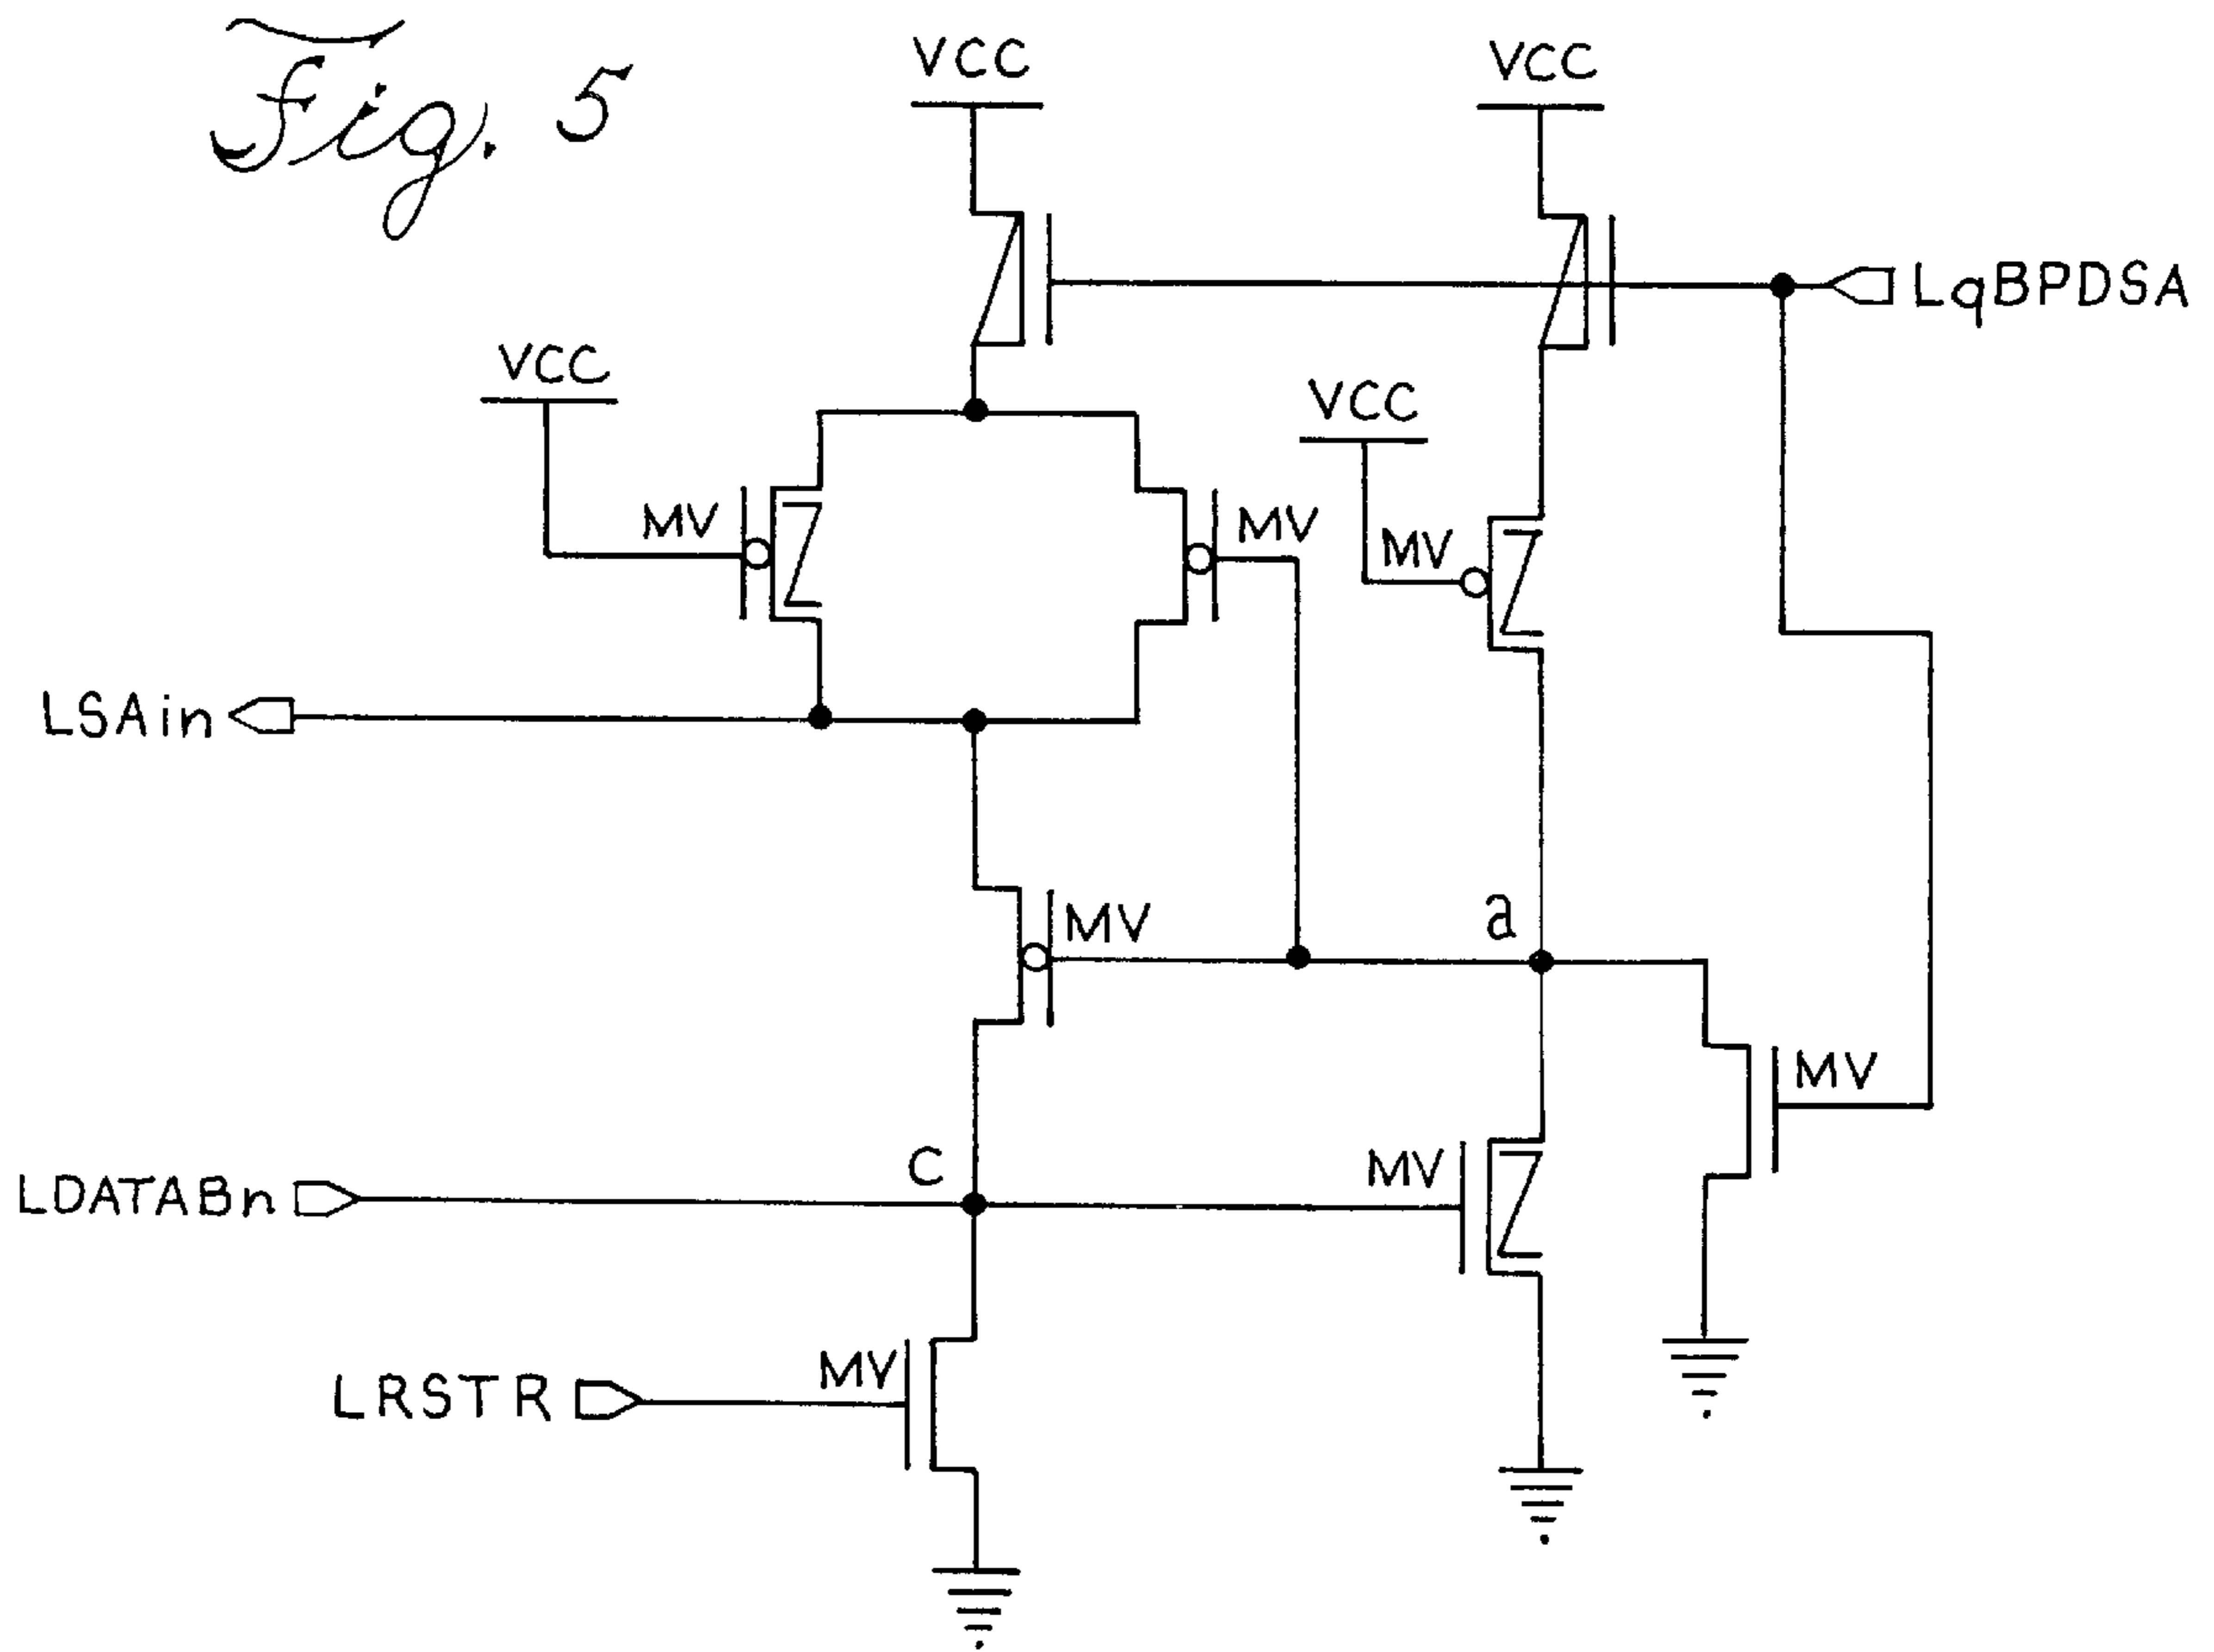 Fig. 5
VCC
VCC
LqBPDSA
VCC
VCC
MV
MV
MV
LSAin
a
MV
MV
C
MV
LDATABn
MV
LRSTR